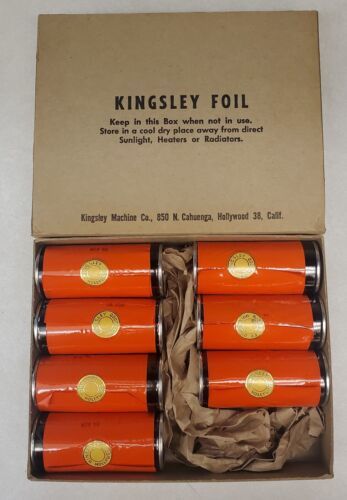 KINGSLEY FOIL
Keep in this Box when not in use.
Store in a cool dry place away from direct
Sunlight, Heaters or Radiators.
Kingsley Machine Co., 850 N. Cahuenga, Hollywood 38, Calif.